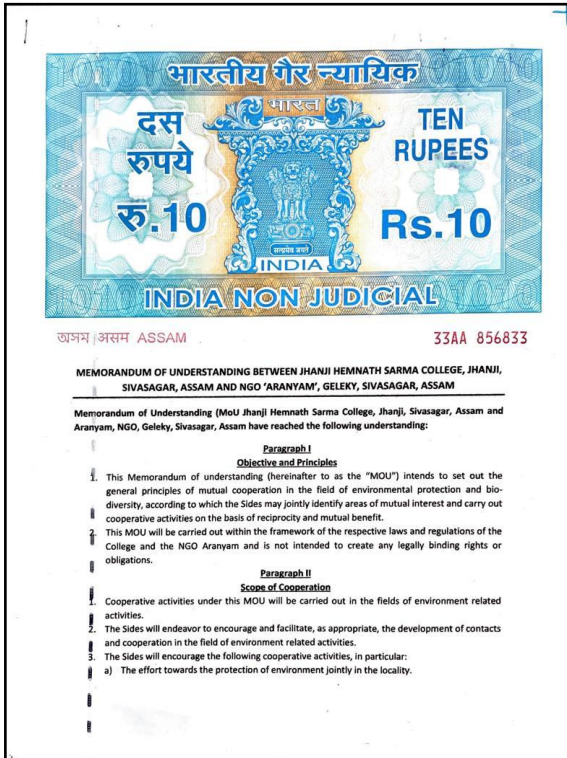 भारतीय गैर न्यायिक
भारत
दस
रुपये
रु.10
TEN
RUPEES
Rs.10
सत्यमेव जयते
INDIA
INDIA NON JUDICIAL
অসম असम ASSAM
33AA 856833
MEMORANDUM OF UNDERSTANDING BETWEEN JHANJI HEMNATH SARMA COLLEGE, JHANJI,
SIVASAGAR, ASSAM AND NGO 'ARANYAM', GELEKY, SIVASAGAR, ASSAM
Memorandum of Understanding (MoU Jhanji Hemnath Sarma College, Jhanji, Sivasagar, Assam and
Aranyam, NGO, Geleky, Sivasagar, Assam have reached the following understanding:
Paragraph I
Objective and Principles
1. This Memorandum of understanding (hereinafter to as the "MOU") intends to set out the
general principles of mutual cooperation in the field of environmental protection and bio-
diversity, according to which the Sides may jointly identify areas of mutual interest and carry out
cooperative activities on the basis of reciprocity and mutual benefit.
2. This MOU will be carried out within the framework of the respective laws and regulations of the
College and the NGO Aranyam and is not intended to create any legally binding rights or
obligations.
Paragraph II
Scope of Cooperation
1. Cooperative activities under this MOU will be carried out in the fields of environment related
activities.
2. The Sides will endeavor to encourage and facilitate, as appropriate, the development of contacts
and cooperation in the field of environment related activities.
3. The Sides will encourage the following cooperative activities, in particular:
a) The effort towards the protection of environment jointly in the locality.